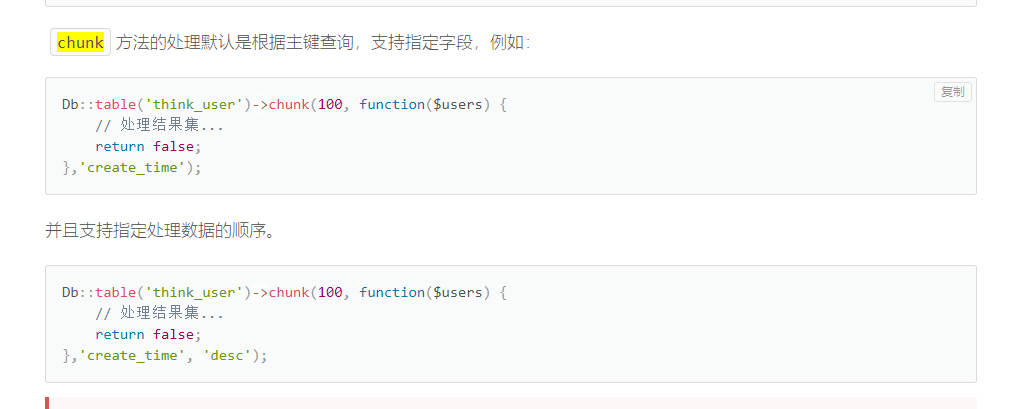 chunk 方法的处理默认是根据主键查询，支持指定字段，例如：
复制
Db::table('think_user')->chunk(100, function($users) {
    // 处理结果集...
    return false;
},'create_time');
并且支持指定处理数据的顺序。
Db::table('think_user')->chunk(100, function($users) {
    // 处理结果集...
    return false;
},'create_time', 'desc');